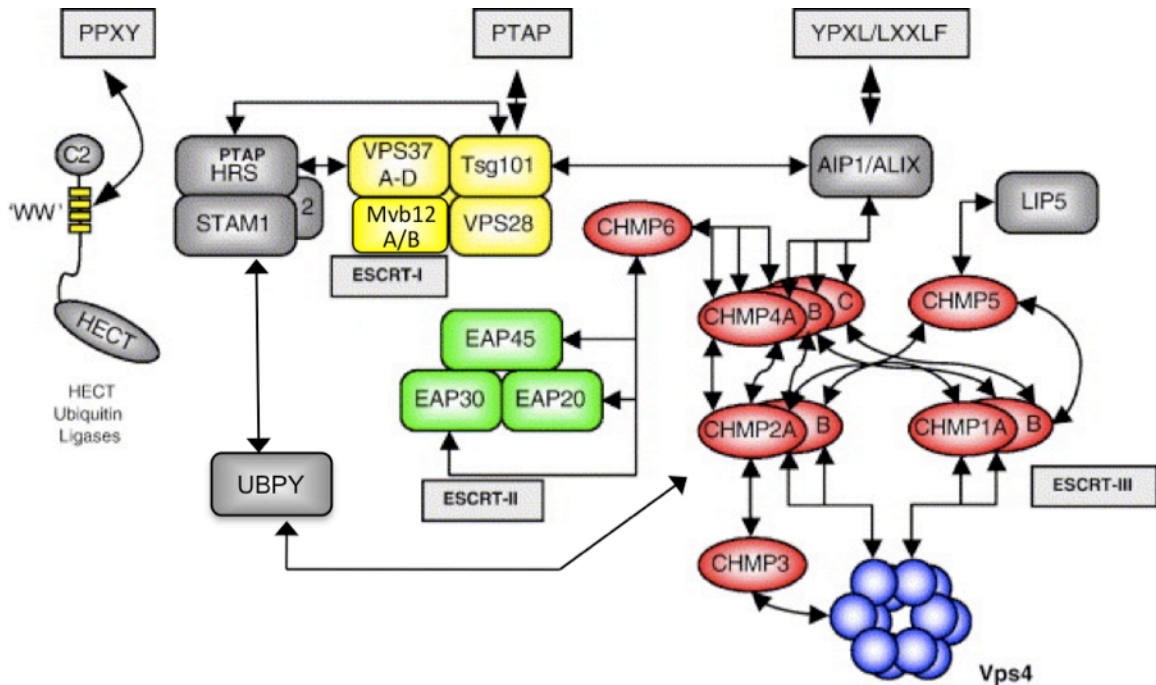 PPXY
PTAP
YPXL/LXXLF
C2
'WW'
HECT
HECT
Ubiquitin
Ligases
PTAP
HRS
STAM1
2
VPS37
A-D
Tsg101
Mvb12
A/B
VPS28
ESCRT-I
AIP1/ALIX
LIP5
CHMP6
CHMP4A
B
C
CHMP5
EAP45
EAP30
EAP20
ESCRT-II
CHMP2A
B
CHMP1A
B
ESCRT-III
UBPY
CHMP3
Vps4